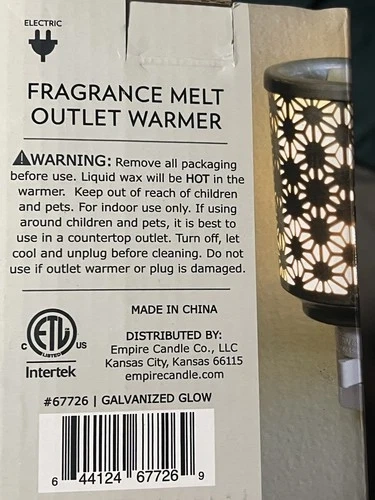 ELECTRIC
FRAGRANCE MELT
OUTLET WARMER
WARNING: Remove all packaging
before use. Liquid wax will be HOT in the
warmer. Keep out of reach of children
and pets. For indoor use only. If using
around children and pets, it is best to
use in a countertop outlet. Turn off, let
cool and unplug before cleaning. Do not
use if outlet warmer or plug is damaged.
C ETL US
LISTED
Intertek
MADE IN CHINA
DISTRIBUTED BY:
Empire Candle Co., LLC
Kansas City, Kansas 66115
empirecandle.com
#67726 | GALVANIZED GLOW
6 44124 67726 9